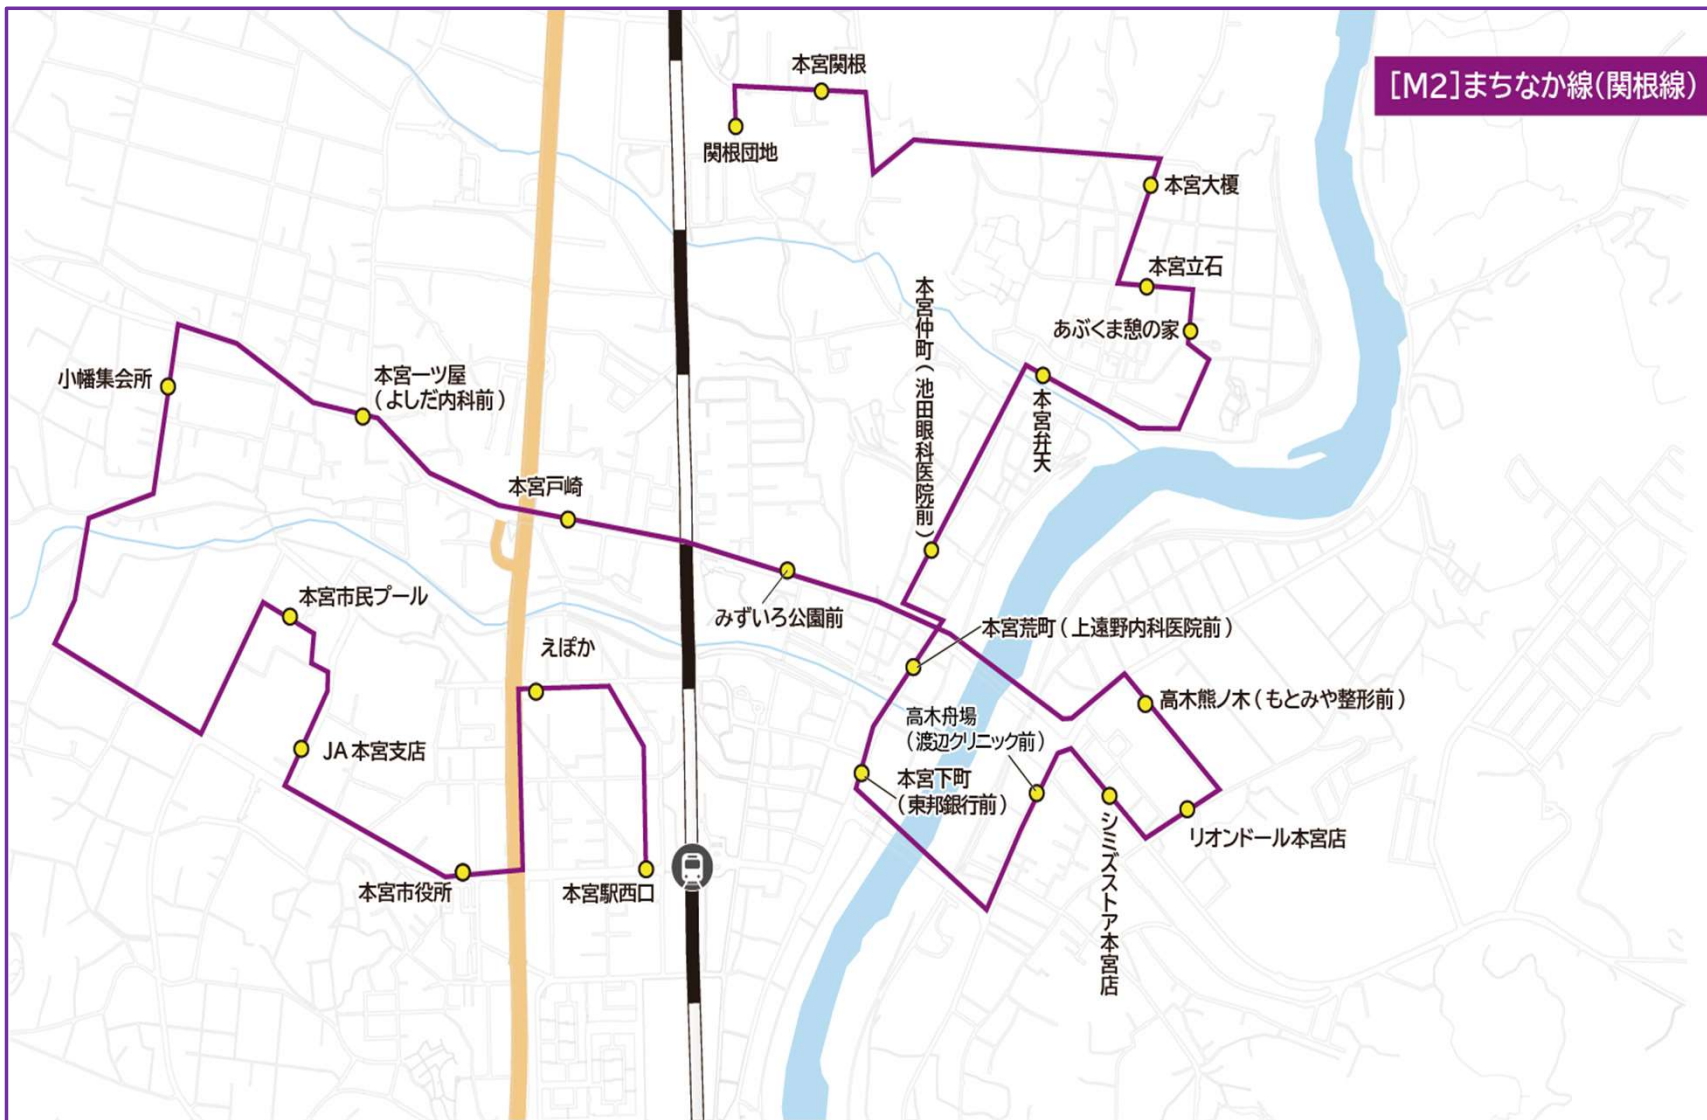 [M2]まちなか線(関根線)
本宮関根
関根団地
本宮大榎
本宮立石
あぶくま憩の家
本宮弁天
本宮仲町(池田眼科医院前)
小幡集会所
本宮一ツ屋
(よしだ内科前)
本宮戸崎
みずいろ公園前
本宮荒町(上遠野内科医院前)
本宮市民プール
えぽか
高木熊ノ木(もとみや整形前)
高木舟場
(渡辺クリニック前)
JA本宮支店
本宮下町
(東邦銀行前)
リオンドール本宮店
シミズストア本宮店
本宮市役所
本宮駅西口